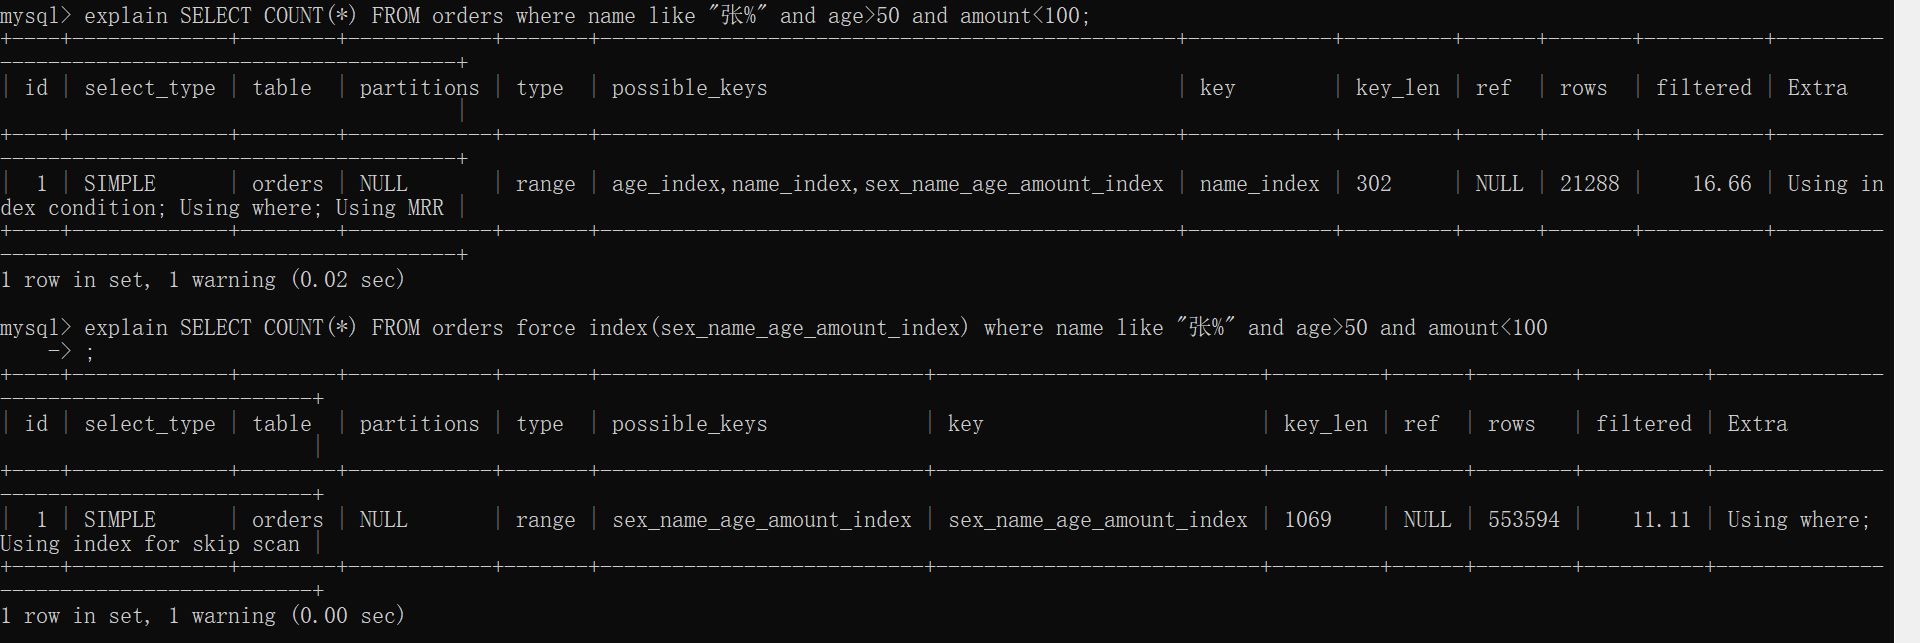 mysql> explain SELECT COUNT(*) FROM orders where name like "张%" and age>50 and amount<100;
+----+-------------+--------+------------+-------+------------------------------------------------+-------------+---------+------+-------+----------+---------
--------------------------------------+
| id | select_type | table  | partitions | type  | possible_keys                                  | key         | key_len | ref  | rows  | filtered | Extra
                                      |
+----+-------------+--------+------------+-------+------------------------------------------------+-------------+---------+------+-------+----------+---------
--------------------------------------+
|  1 | SIMPLE      | orders | NULL       | range | age_index,name_index,sex_name_age_amount_index | name_index | 302     | NULL | 21288 |    16.66 | Using in
dex condition; Using where; Using MRR |
+----+-------------+--------+------------+-------+------------------------------------------------+-------------+---------+------+-------+----------+---------
--------------------------------------+
1 row in set, 1 warning (0.02 sec)
mysql> explain SELECT COUNT(*) FROM orders force index(sex_name_age_amount_index) where name like "张%" and age>50 and amount<100
    -> ;
+----+-------------+--------+------------+-------+---------------------------+---------------------------+---------+------+--------+----------+--------------
--------------------------+
| id | select_type | table  | partitions | type  | possible_keys             | key                       | key_len | ref  | rows   | filtered | Extra
                          |
+----+-------------+--------+------------+-------+---------------------------+---------------------------+---------+------+--------+----------+--------------
--------------------------+
|  1 | SIMPLE      | orders | NULL       | range | sex_name_age_amount_index | sex_name_age_amount_index | 1069    | NULL | 553594 |    11.11 | Using where;
Using index for skip scan |
+----+-------------+--------+------------+-------+---------------------------+---------------------------+---------+------+--------+----------+--------------
--------------------------+
1 row in set, 1 warning (0.00 sec)